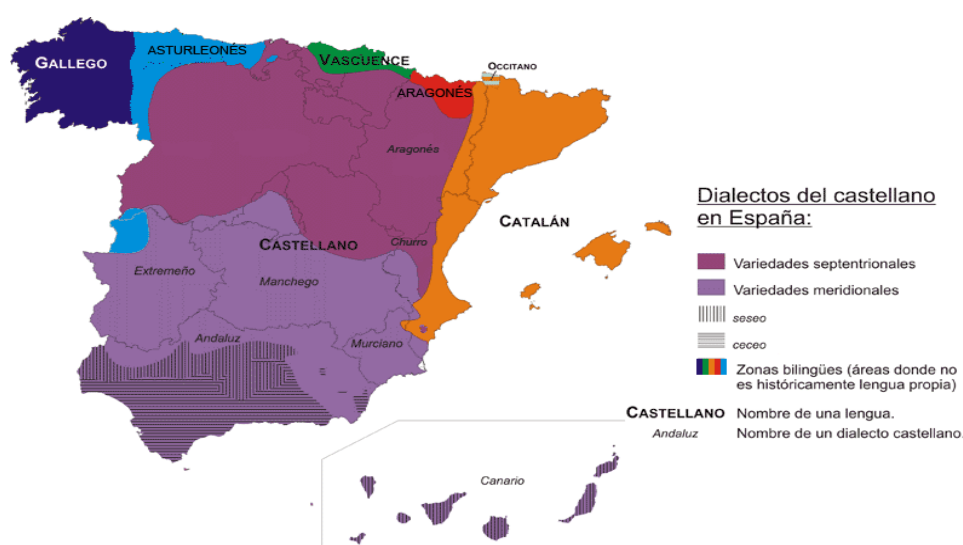 GALLEGO
ASTURLEONÉS
VASCUENCE
OCCITANO
ARAGONÉS
Aragonés
CATALÁN
CASTELLANO
Churro
Extremeño
Manchego
Andaluz
Murciano
Canario
Dialectos del castellano
en España:
Variedades septentrionales
Variedades meridionales
seseo
ceceo
Zonas bilingües (áreas donde no
es históricamente lengua propia)
CASTELLANO Nombre de una lengua.
Andaluz Nombre de un dialecto castellano.